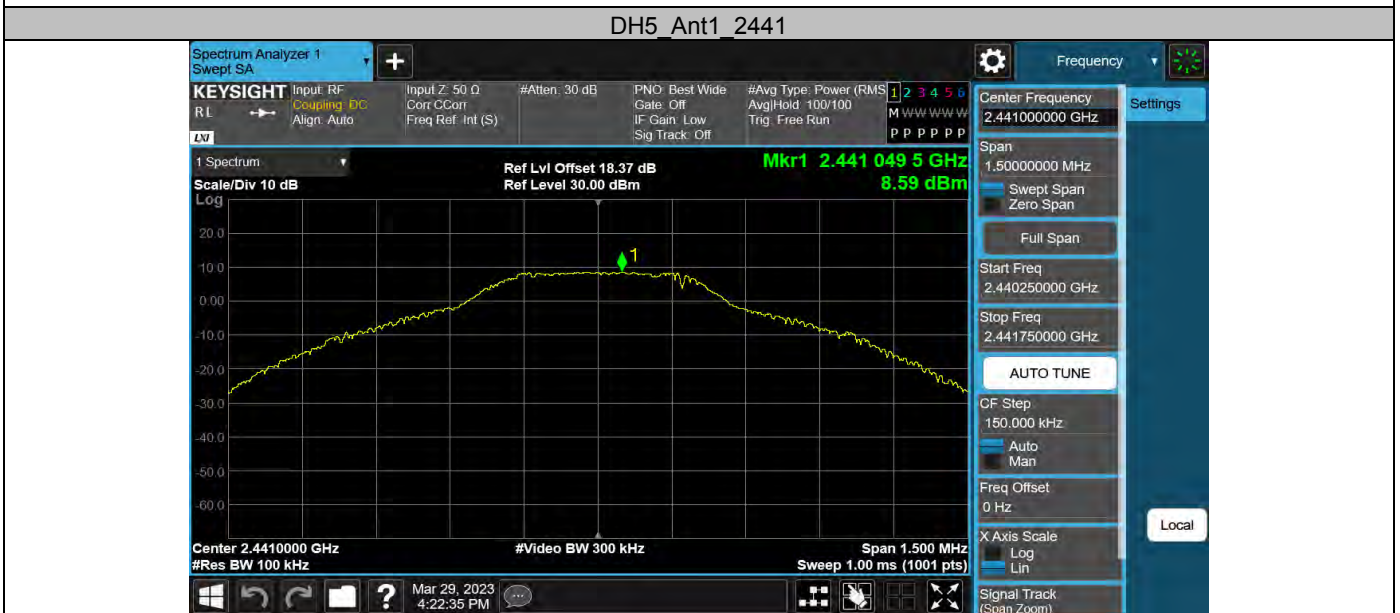 DH5_Ant1_2441
Spectrum Analyzer 1
Swept SA
Frequency
KEYSIGHT
Input: RF
Coupling: DC
Align: Auto
Input Z: 50 Ω
Corr CCorr
Freq Ref: Int (S)
#Atten: 30 dB
PNO: Best Wide
Gate: Off
IF Gain: Low
Sig Track: Off
#Avg Type: Power (RMS
Avg|Hold: 100/100
Trig: Free Run
1 2 3 4 5 6
M W W W W W
P P P P P P
RL
LXI
Center Frequency
2.441000000 GHz
Settings
Span
1.50000000 MHz
Swept Span
Zero Span
Full Span
Start Freq
2.440250000 GHz
Stop Freq
2.441750000 GHz
AUTO TUNE
CF Step
150.000 kHz
Auto
Man
Freq Offset
0 Hz
X Axis Scale
Log
Lin
Signal Track
(Span Zoom)
Local
1 Spectrum
Scale/Div 10 dB
Log
Ref Lvl Offset 18.37 dB
Ref Level 30.00 dBm
Mkr1 2.441 049 5 GHz
8.59 dBm
20.0
10.0
0.00
-10.0
-20.0
-30.0
-40.0
-50.0
-60.0
1
Center 2.4410000 GHz
#Res BW 100 kHz
#Video BW 300 kHz
Span 1.500 MHz
Sweep 1.00 ms (1001 pts)
?
Mar 29, 2023
4:22:35 PM